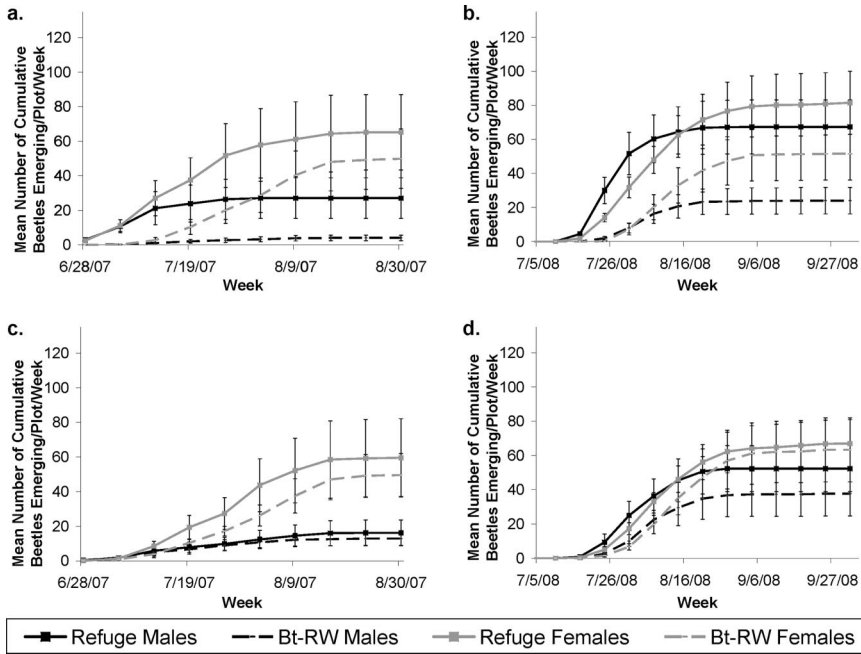 a.
Mean Number of Cumulative
Beetles Emerging/Plot/Week
120
100
80
60
40
20
0
6/28/07 7/19/07 8/9/07 8/30/07
Week
b.
Mean Number of Cumulative
Beetles Emerging/Plot/Week
120
100
80
60
40
20
0
7/5/08 7/26/08 8/16/08 9/6/08 9/27/08
Week
c.
Mean Number of Cumulative
Beetles Emerging/Plot/Week
120
100
80
60
40
20
0
6/28/07 7/19/07 8/9/07 8/30/07
Week
d.
Mean Number of Cumulative
Beetles Emerging/Plot/Week
120
100
80
60
40
20
0
7/5/08 7/26/08 8/16/08 9/6/08 9/27/08
Week
Refuge Males Bt-RW Males Refuge Females Bt-RW Females